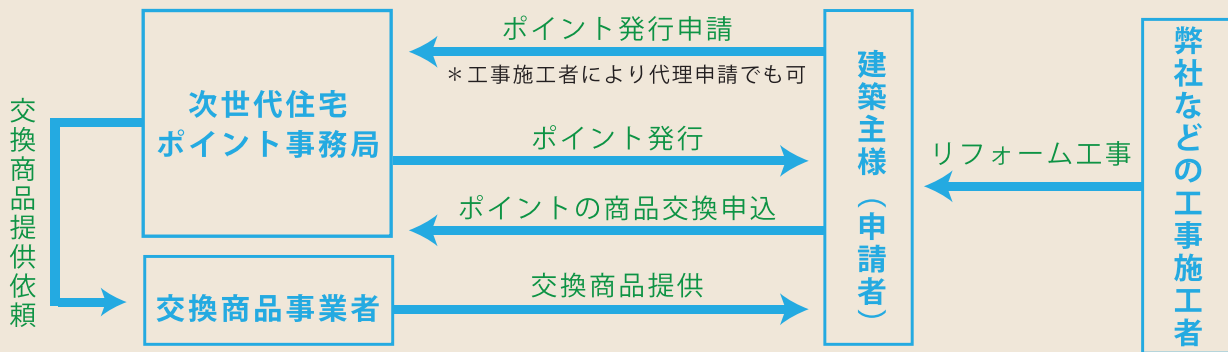 交換商品提供依頼
次世代住宅
ポイント事務局
交換商品事業者
ポイント発行申請
＊工事施工者により代理申請でも可
ポイント発行
ポイントの商品交換申込
交換商品提供
建築主様（申請者）
リフォーム工事
弊社などの工事施工者